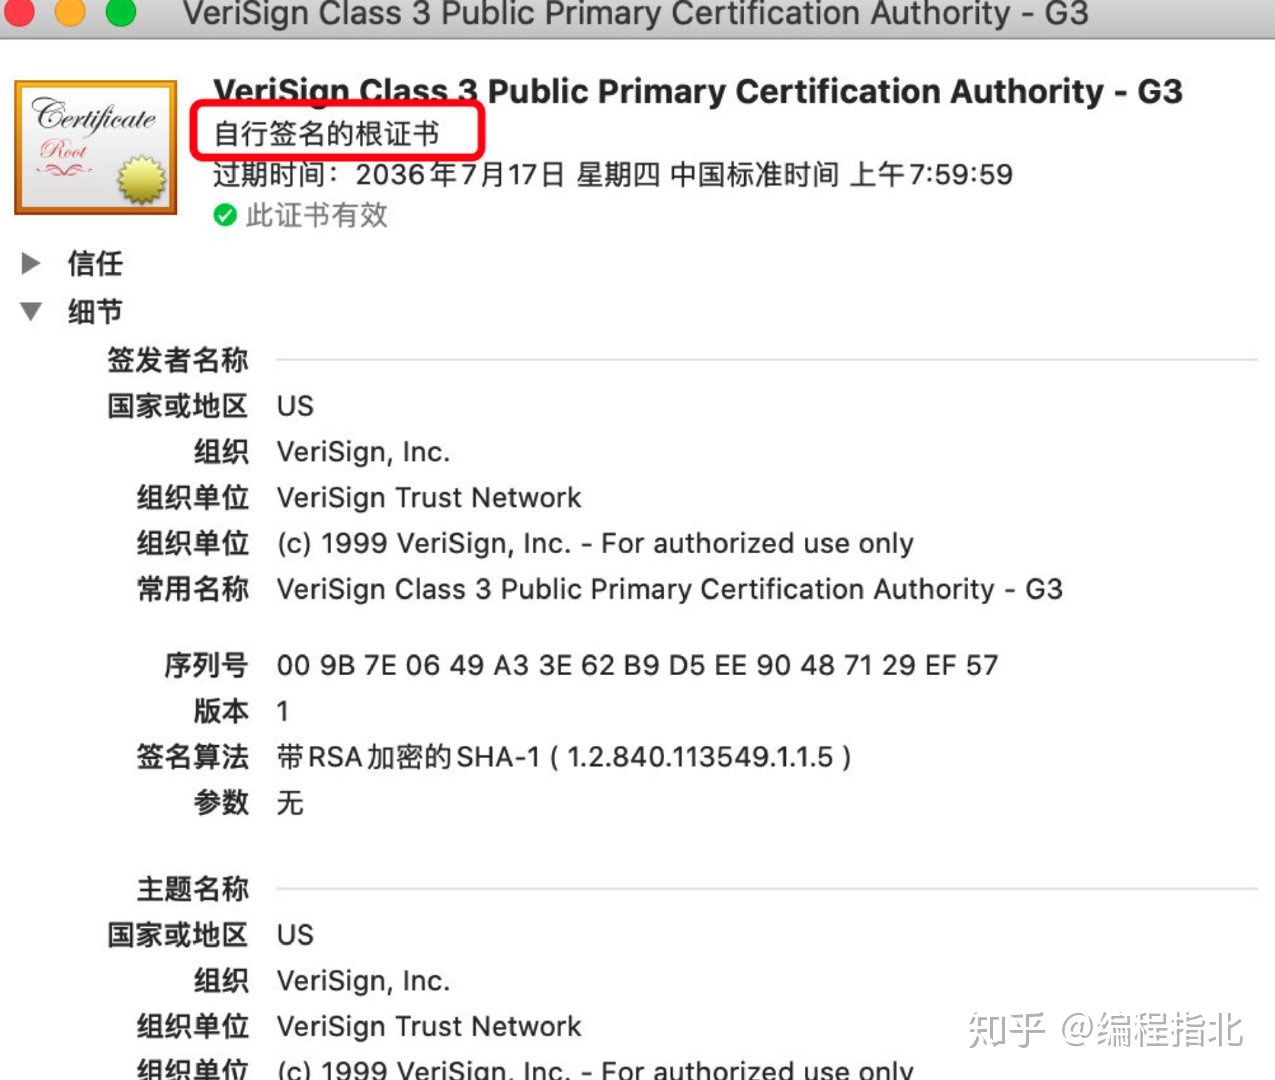 VeriSign Class 3 Public Primary Certification Authority - G3
Certificate
Root
VeriSign Class 3 Public Primary Certification Authority - G3
自行签名的根证书
过期时间：2036年7月17日 星期四 中国标准时间 上午7:59:59
此证书有效
信任
细节
签发者名称
国家或地区 US
组织 VeriSign, Inc.
组织单位 VeriSign Trust Network
组织单位 (c) 1999 VeriSign, Inc. - For authorized use only
常用名称 VeriSign Class 3 Public Primary Certification Authority - G3
序列号 00 9B 7E 06 49 A3 3E 62 B9 D5 EE 90 48 71 29 EF 57
版本 1
签名算法 带RSA加密的SHA-1 ( 1.2.840.113549.1.1.5 )
参数 无
主题名称
国家或地区 US
组织 VeriSign, Inc.
组织单位 VeriSign Trust Network
组织单位 (c) 1999 VeriSign, Inc. - For authorized use only
知乎 @编程指北